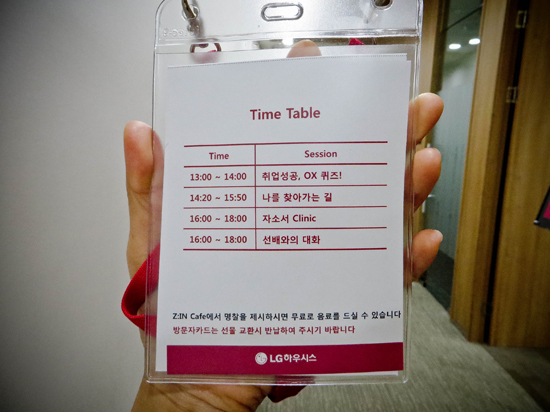 Time Table
Time Session
13:00 ~ 14:00 취업성공, OX 퀴즈!
14:20 ~ 15:50 나를 찾아가는 길
16:00 ~ 18:00 자소서 Clinic
16:00 ~ 18:00 선배와의 대화
Z:IN Cafe에서 명찰을 제시하시면 무료로 음료를 드실 수 있습니다
방문자카드는 선물 교환시 반납하여 주시기 바랍니다
LG하우시스